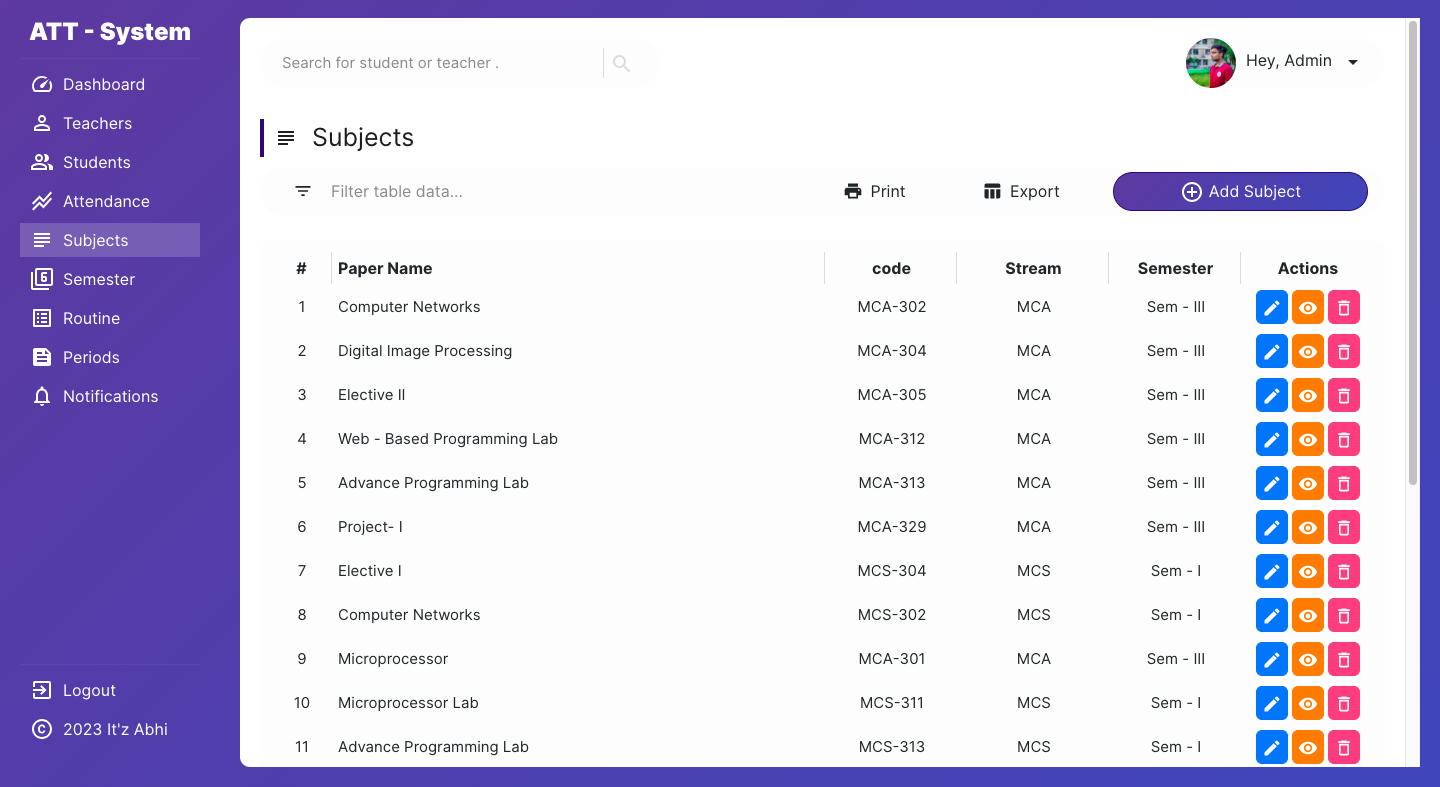 ATT - System
Dashboard
Teachers
Students
Attendance
Subjects
6
Semester
Routine
Periods
Notifications
Logout
2023 It'z Abhi
Search for student or teacher .
Hey, Admin
Subjects
Filter table data...
Print
Export
Add Subject
# Paper Name code Stream Semester Actions
1 Computer Networks MCA-302 MCA Sem - III
2 Digital Image Processing MCA-304 MCA Sem - III
3 Elective II MCA-305 MCA Sem - III
4 Web - Based Programming Lab MCA-312 MCA Sem - III
5 Advance Programming Lab MCA-313 MCA Sem - III
6 Project- I MCA-329 MCA Sem - III
7 Elective I MCS-304 MCS Sem - I
8 Computer Networks MCS-302 MCS Sem - I
9 Microprocessor MCA-301 MCA Sem - III
10 Microprocessor Lab MCS-311 MCS Sem - I
11 Advance Programming Lab MCS-313 MCS Sem - I